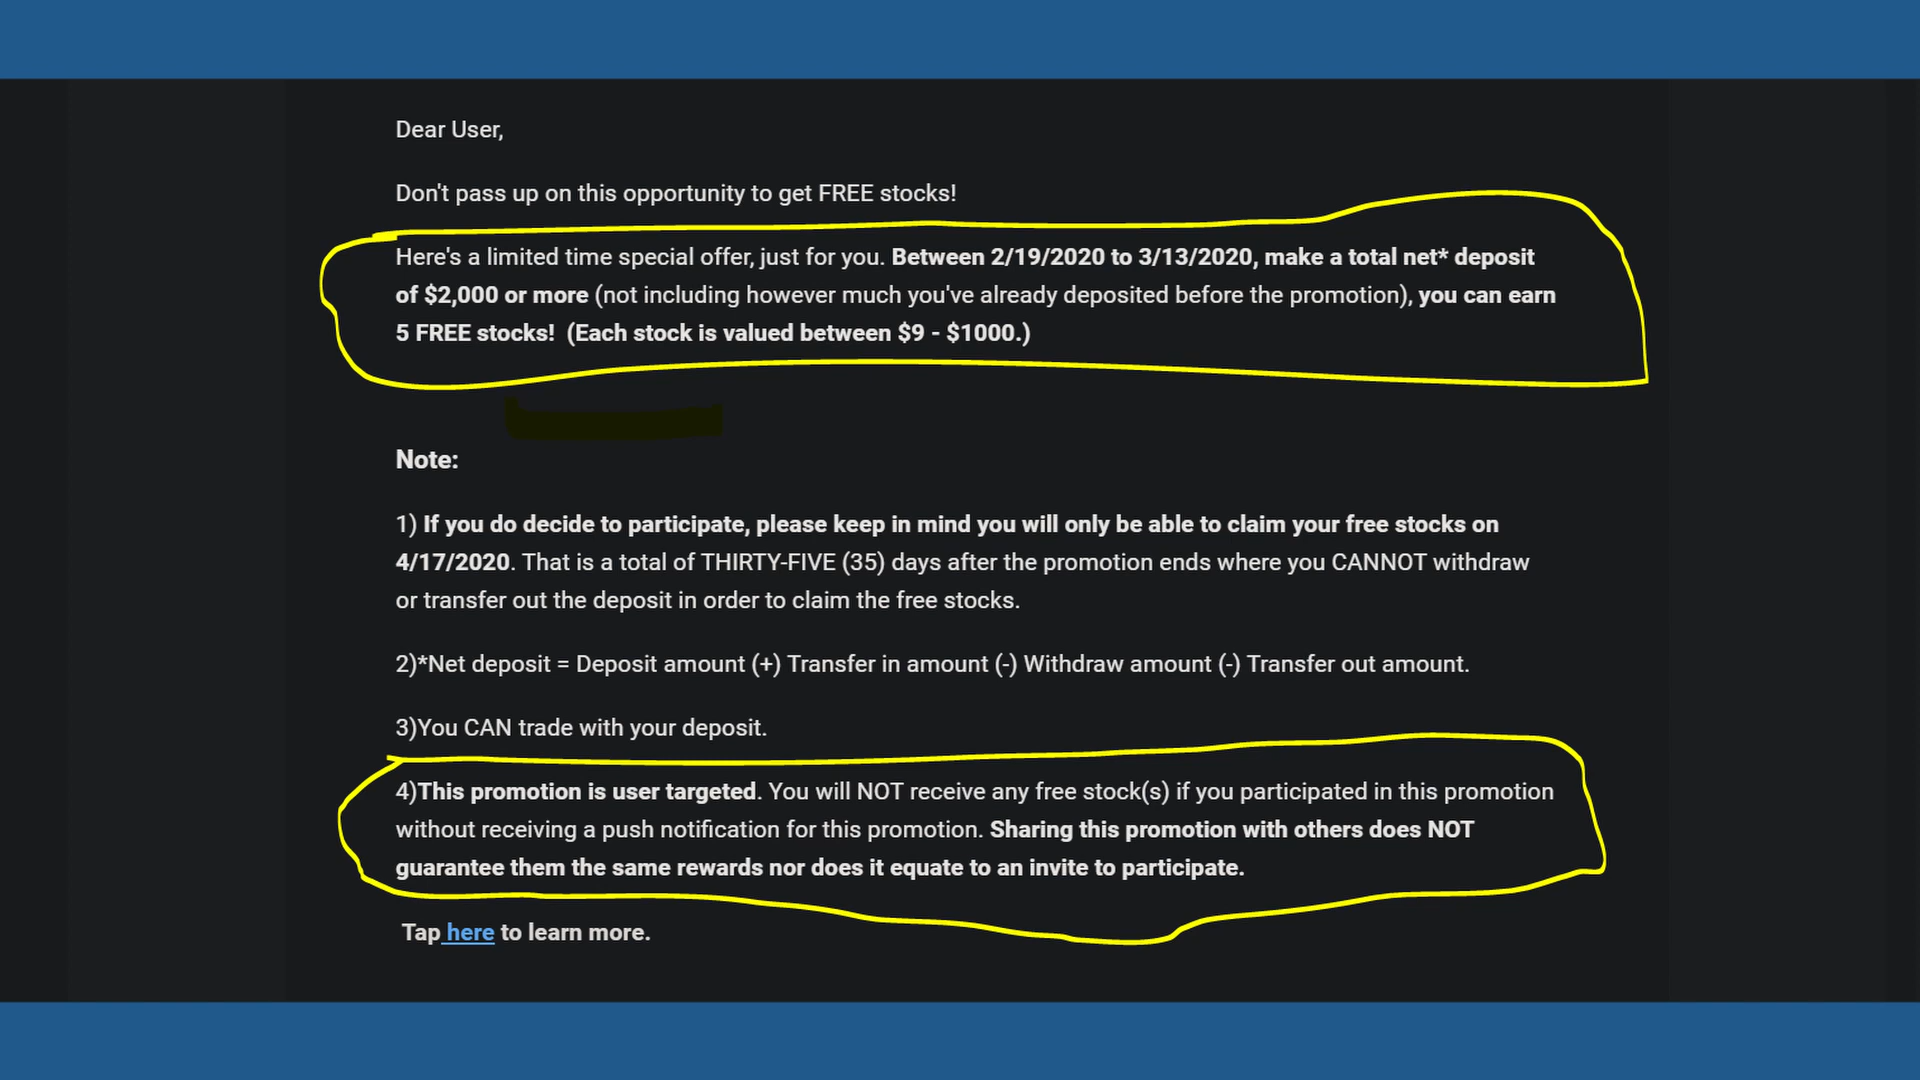 Dear User,
Don't pass up on this opportunity to get FREE stocks!
Here's a limited time special offer, just for you. Between 2/19/2020 to 3/13/2020, make a total net* deposit
of $2,000 or more (not including however much you've already deposited before the promotion), you can earn
5 FREE stocks!  (Each stock is valued between $9 - $1000.)
Note:
1) If you do decide to participate, please keep in mind you will only be able to claim your free stocks on
4/17/2020. That is a total of THIRTY-FIVE (35) days after the promotion ends where you CANNOT withdraw
or transfer out the deposit in order to claim the free stocks.
2)*Net deposit = Deposit amount (+) Transfer in amount (-) Withdraw amount (-) Transfer out amount.
3)You CAN trade with your deposit.
4)This promotion is user targeted. You will NOT receive any free stock(s) if you participated in this promotion
without receiving a push notification for this promotion. Sharing this promotion with others does NOT
guarantee them the same rewards nor does it equate to an invite to participate.
Tap here to learn more.